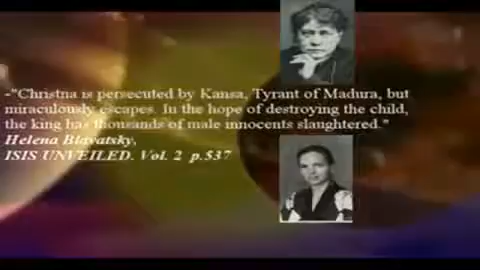 -"Christna is persecuted by Kansa, Tyrant of Madura, but
miraculously escapes. In the hope of destroying the child,
the king has thousands of male innocents slaughtered."
Helena Blavatsky,
ISIS UNVEILED. Vol. 2 p.537